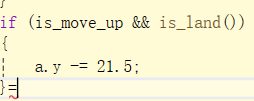 }
if (is_move_up && is_land())
{
a.y -= 21.5;
}=